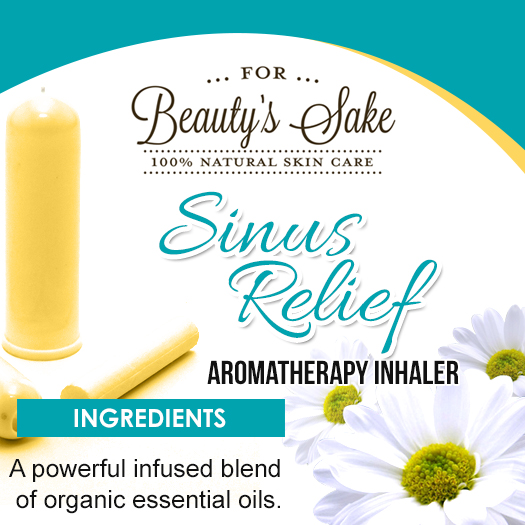 ... FOR ...
Beauty's Sake
100% NATURAL SKIN CARE
Sinus
Relief
AROMATHERAPY INHALER
INGREDIENTS
A powerful infused blend
of organic essential oils.